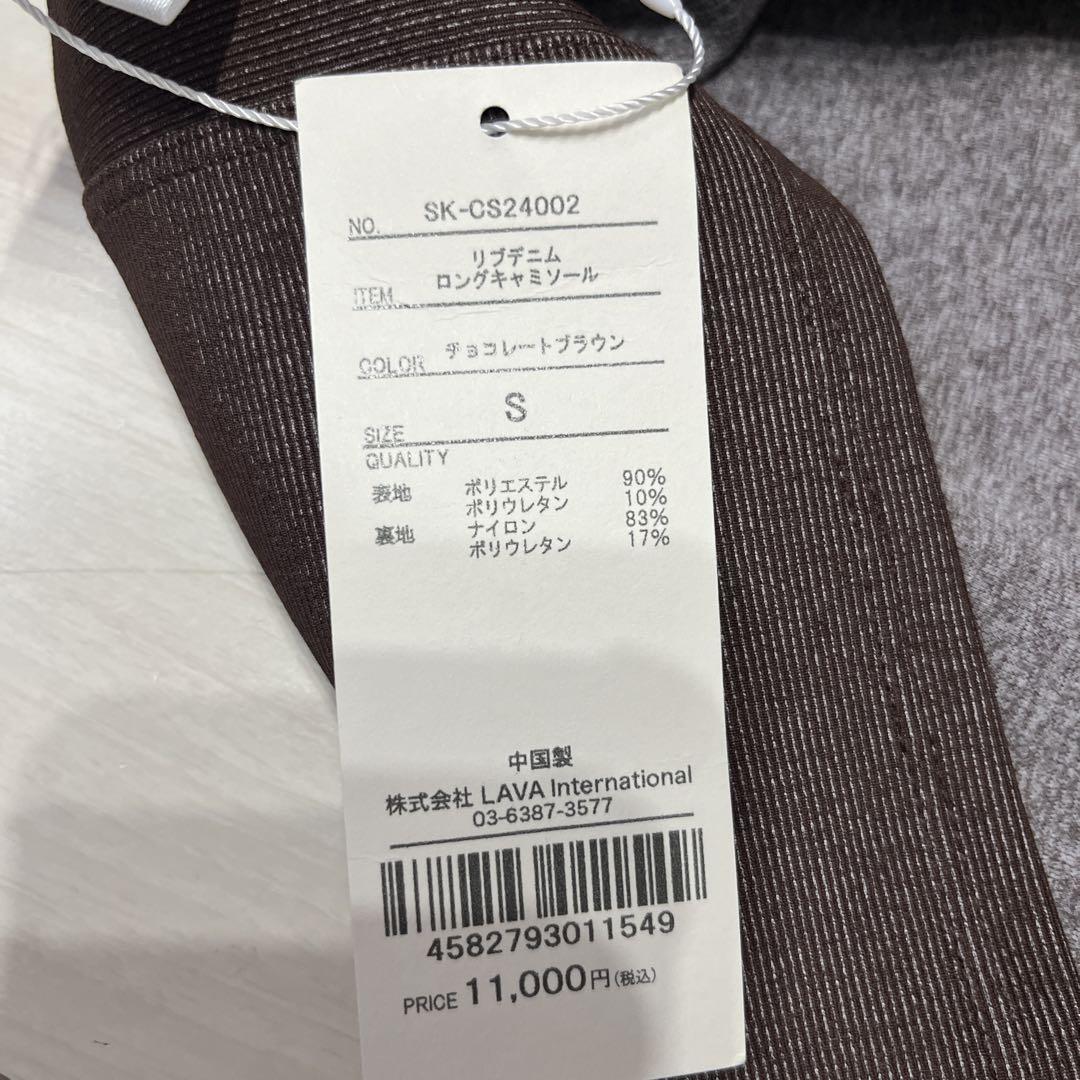 NO. SK-CS24002
リブデニム
ITEM ロングキャミソール
COLOR チョコレートブラウン
SIZE S
QUALITY
表地 ポリエステル 90%
ポリウレタン 10%
裏地 ナイロン 83%
ポリウレタン 17%
中国製
株式会社 LAVA International
03-6387-3577
4582793011549
PRICE 11,000円(税込)